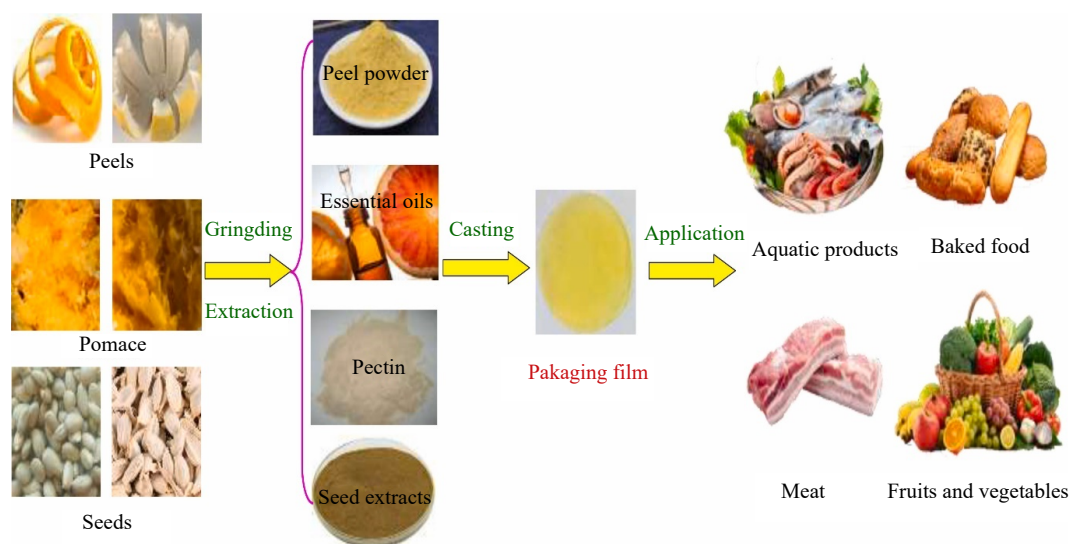 Peels
Pomace
Seeds
Gringding
Extraction
Peel powder
Essential oils
Pectin
Seed extracts
Casting
Pakaging film
Application
Aquatic products
Baked food
Meat
Fruits and vegetables